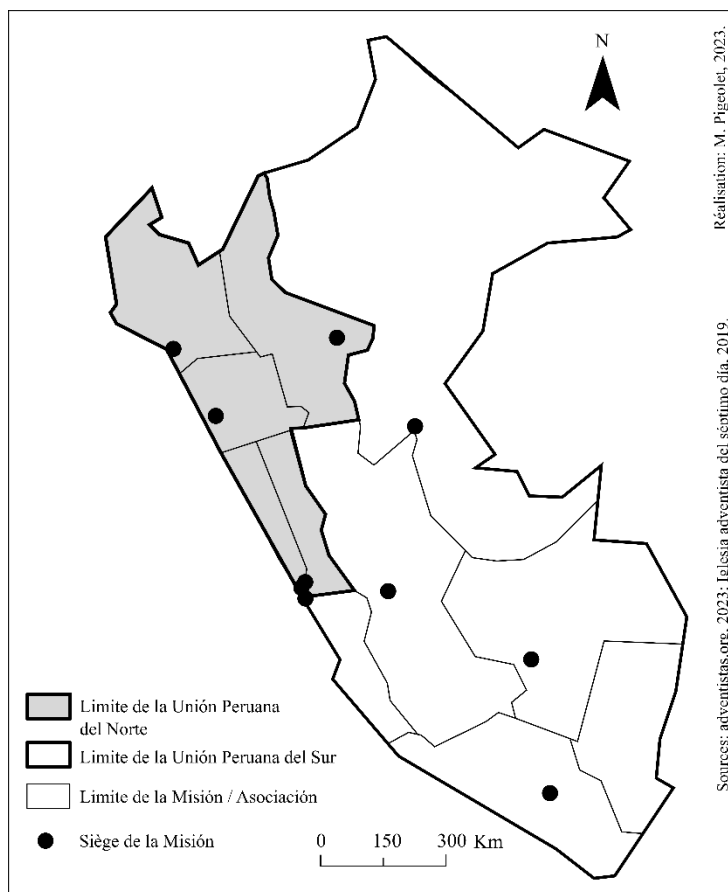 N
Réalisation: M. Pigeolet, 2023.
Sources: adventistas.org, 2023; Iglesia adventista del séptimo día, 2019.
Limite de la Unión Peruana
del Norte
Limite de la Unión Peruana del Sur
Limite de la Misión / Asociación
Siège de la Misión
0 150 300 Km